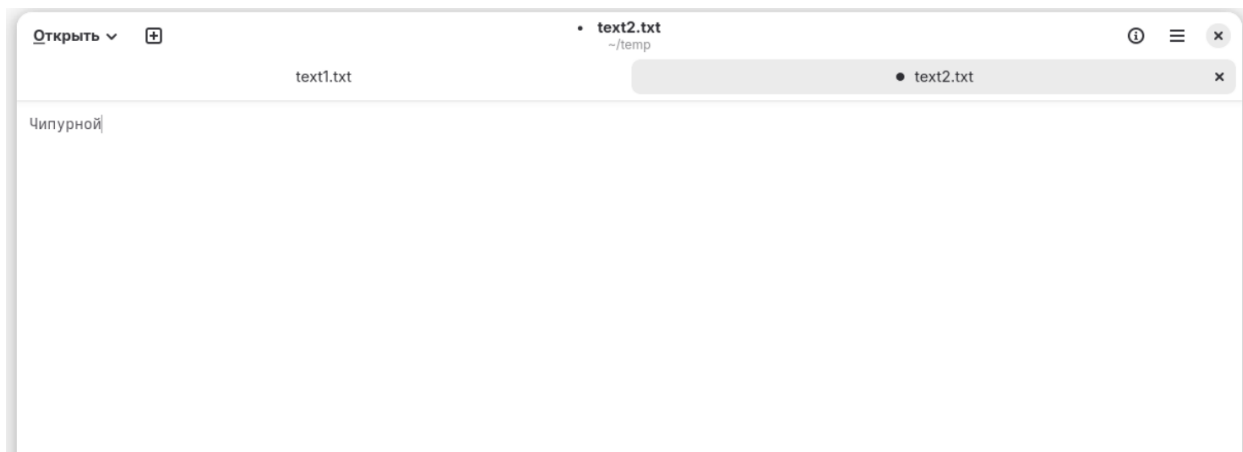 Открыть
• text2.txt
~/temp
text1.txt
● text2.txt
Чипурной